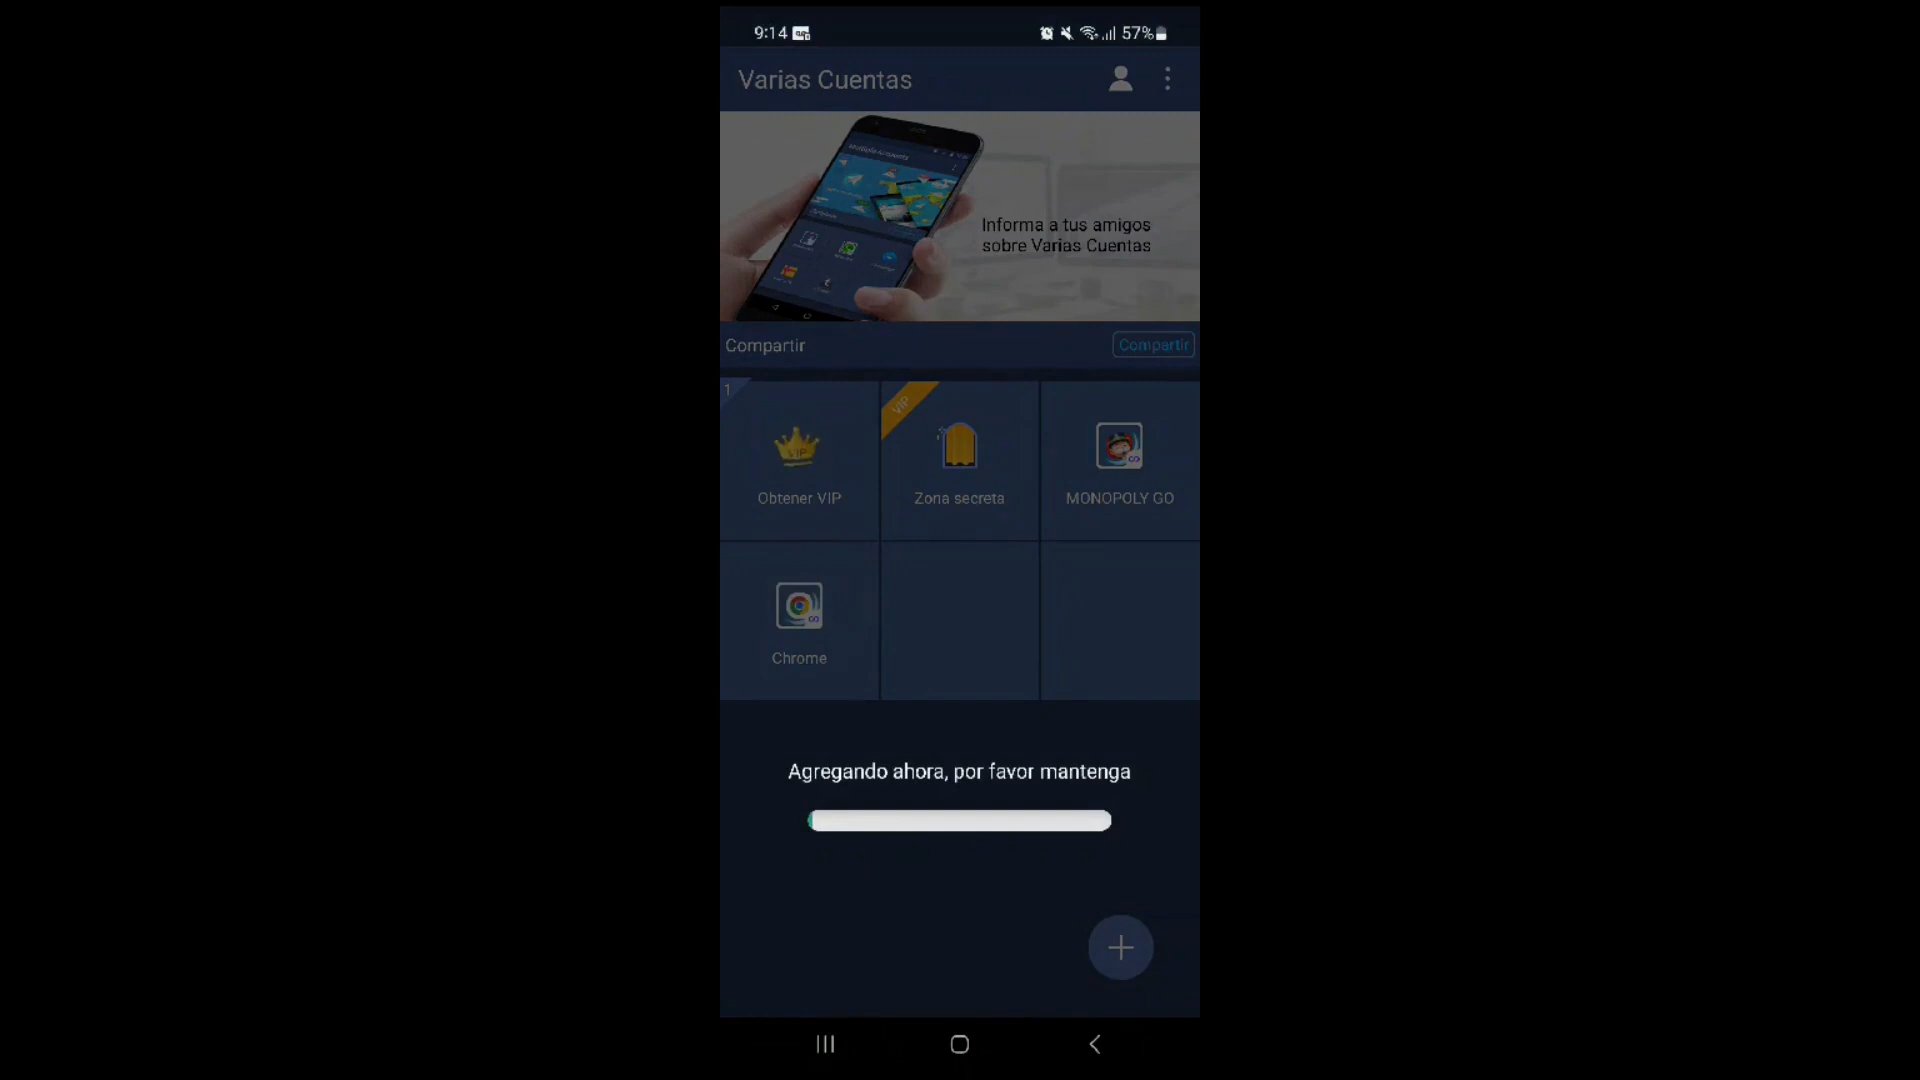 9:14
57%
Varias Cuentas
Informa a tus amigos
sobre Varias Cuentas
Compartir
Compartir
1
VIP
VIP
Obtener VIP
Zona secreta
MONOPOLY GO
Chrome
Agregando ahora, por favor mantenga